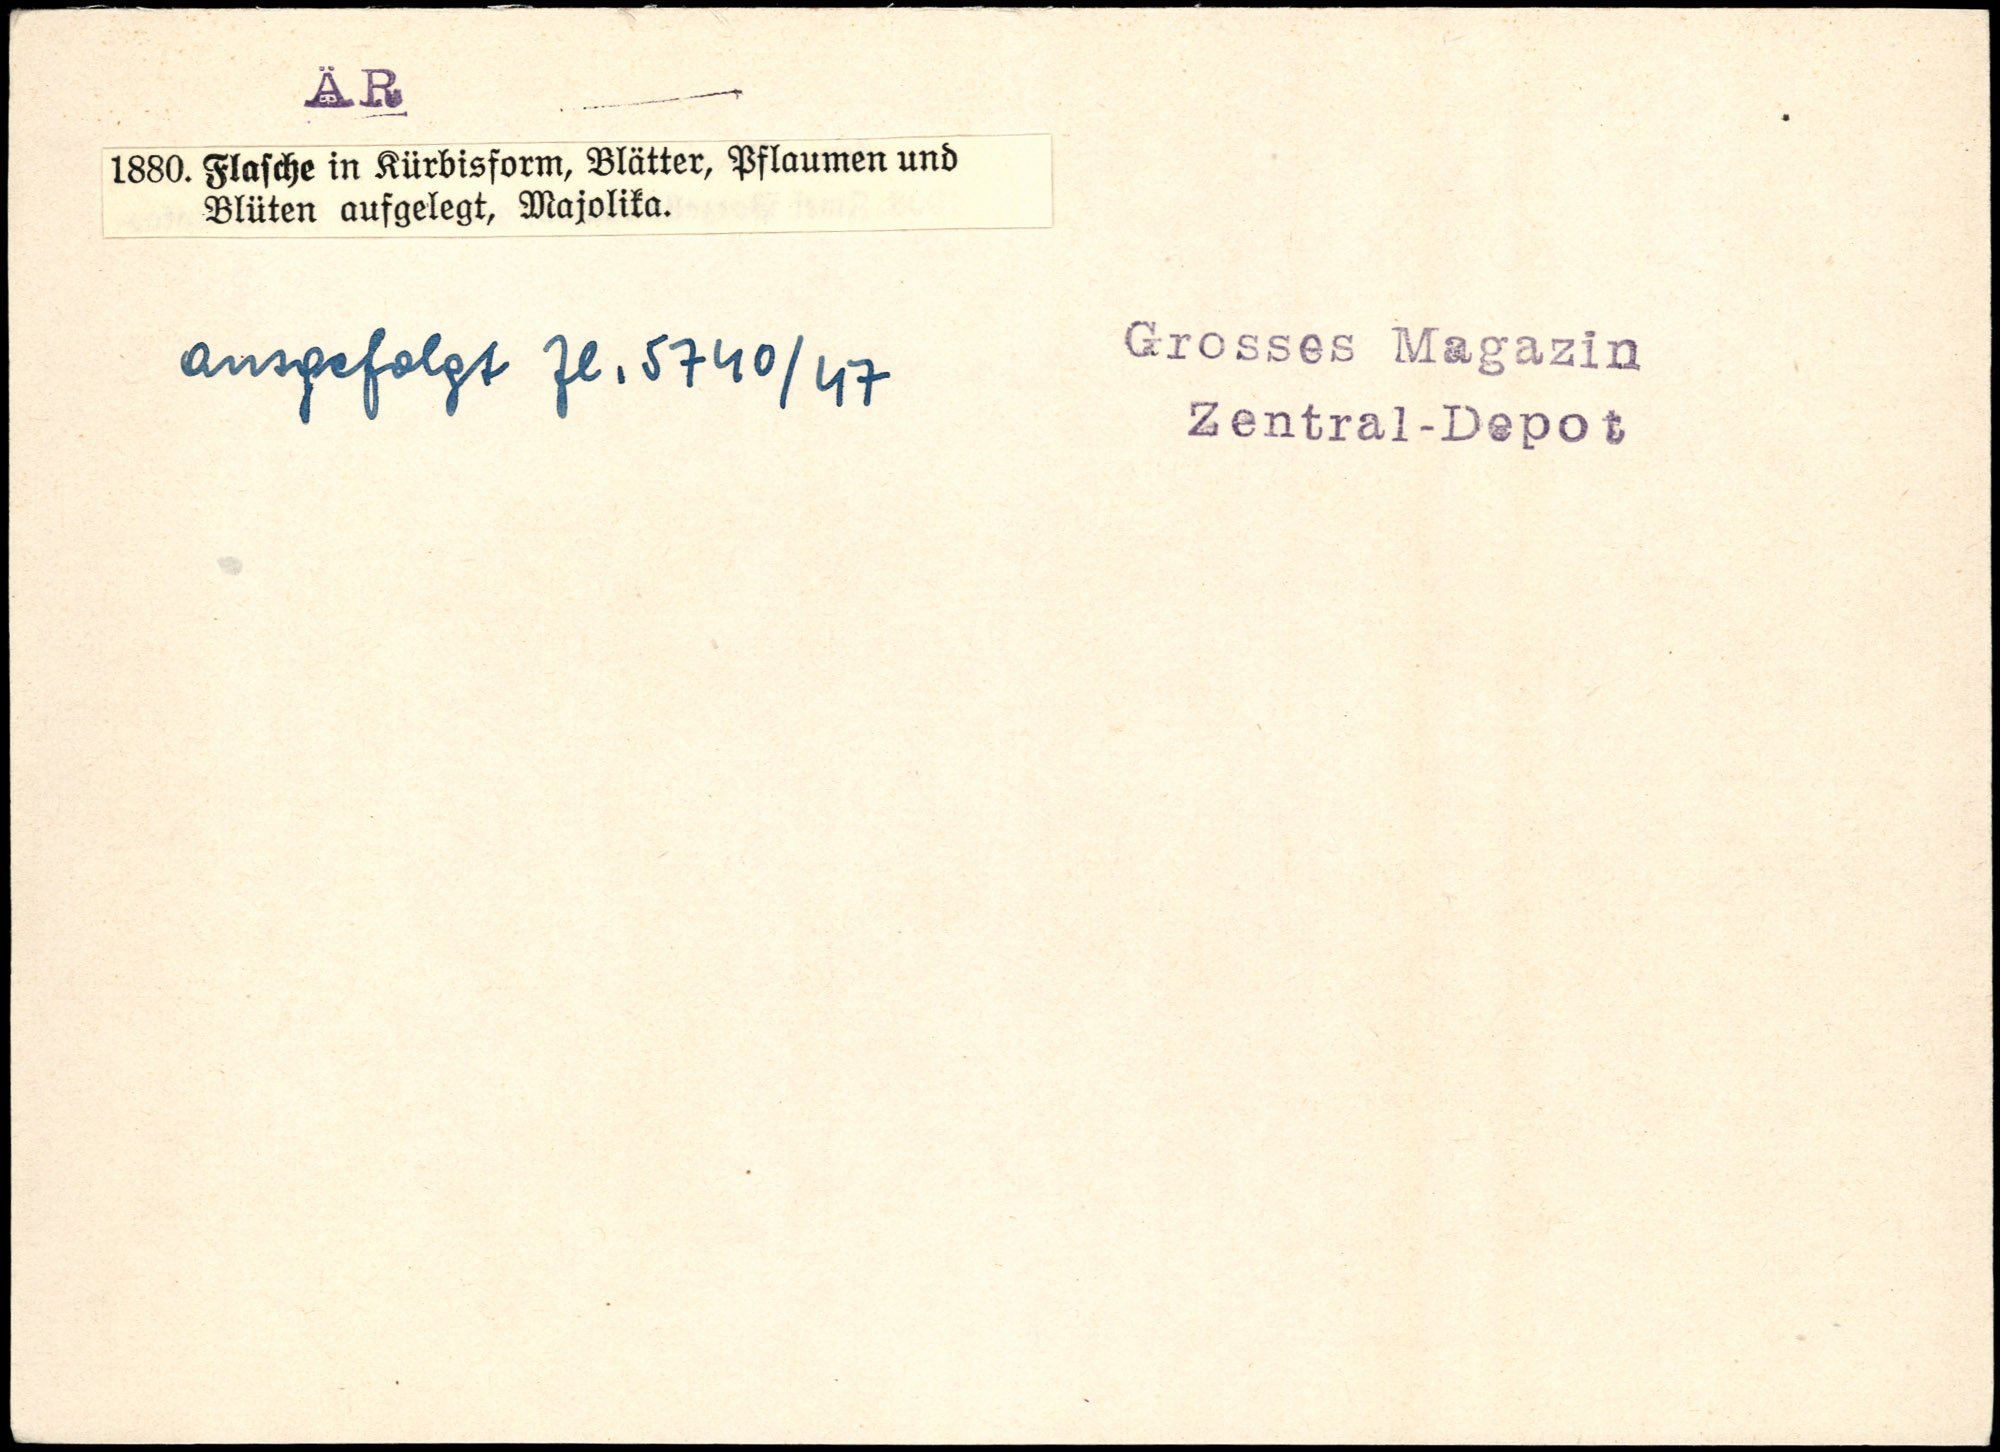 ÄR
1880. Flasche in Kürbisform, Blätter, Pflaumen und
Blüten aufgelegt, Majolika.
ausgefolgt Zl. 5740/47
Grosses Magazin
Zentral-Depot